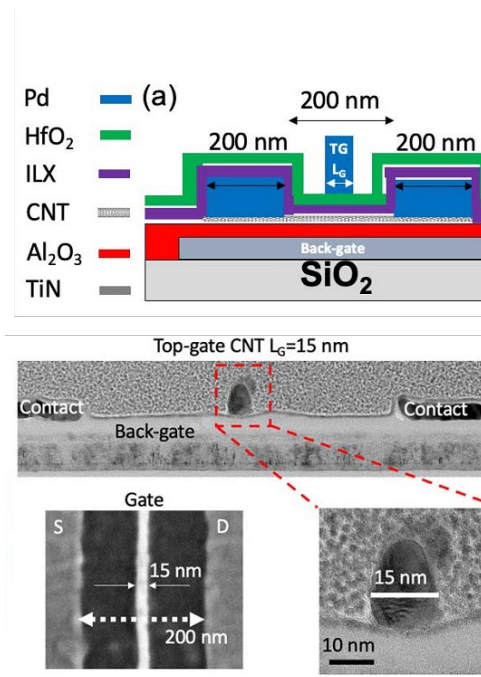 Pd
HfO2
ILX
CNT
Al2O3
TiN
(a)
200 nm
200 nm
200 nm
TG
LG
Back-gate
SiO2
Top-gate CNT LG=15 nm
Contact
Contact
Back-gate
Gate
S
D
15 nm
200 nm
15 nm
10 nm